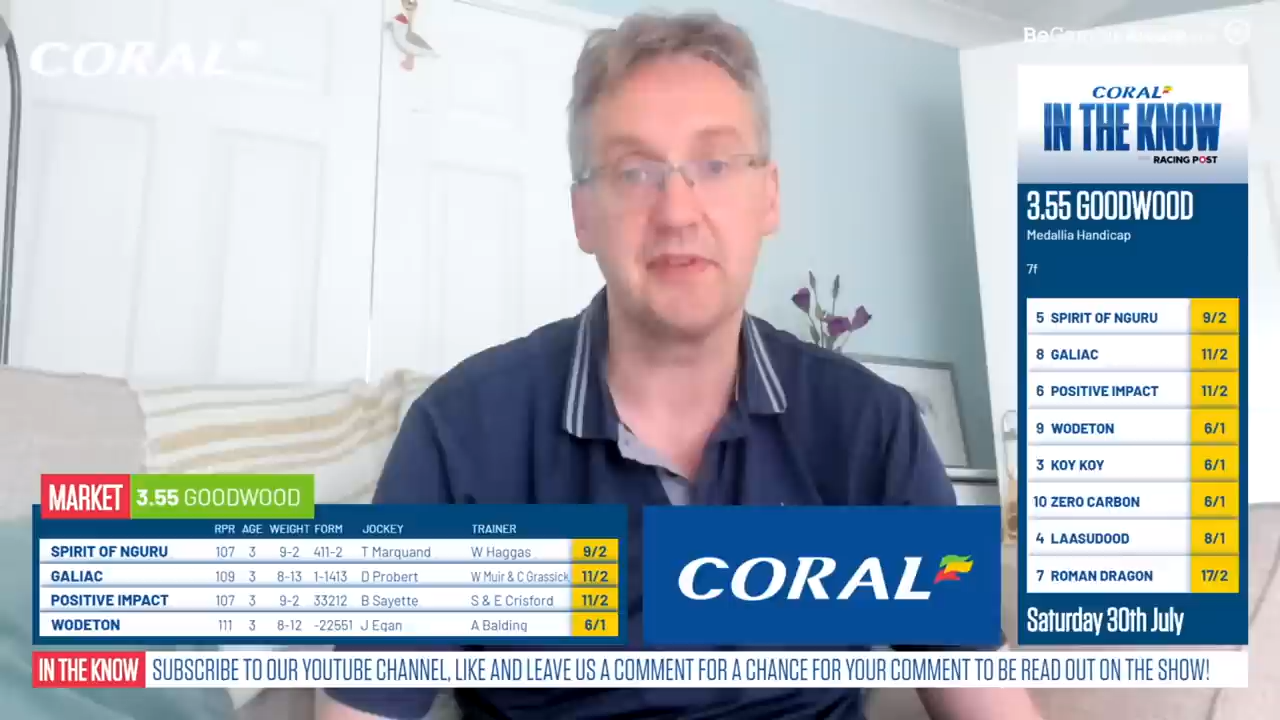 CORAL
CORAL
IN THE KNOW
RACING POST
3.55 GOODWOOD
Medallia Handicap
7f
5 SPIRIT OF NGURU 9/2
8 GALIAC 11/2
6 POSITIVE IMPACT 11/2
9 WODETON 6/1
3 KOY KOY 6/1
10 ZERO CARBON 6/1
4 LAASUDOOD 8/1
7 ROMAN DRAGON 17/2
Saturday 30th July
MARKET 3.55 GOODWOOD
RPR AGE WEIGHT FORM JOCKEY TRAINER
SPIRIT OF NGURU 107 3 9-2 411-2 T Marquand W Haggas 9/2
GALIAC 109 3 8-13 1-1413 D Probert W Muir & C Grassick 11/2
POSITIVE IMPACT 107 3 9-2 33212 B Sayette S & E Crisford 11/2
WODETON 111 3 8-12 -22551 J Egan A Balding 6/1
CORAL
IN THE KNOW SUBSCRIBE TO OUR YOUTUBE CHANNEL, LIKE AND LEAVE US A COMMENT FOR A CHANCE FOR YOUR COMMENT TO BE READ OUT ON THE SHOW!